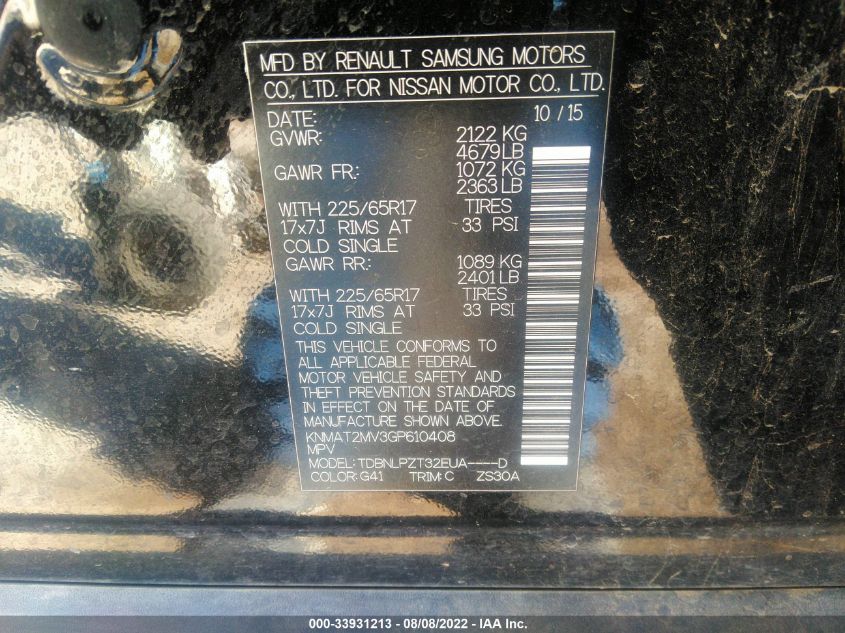 MFD BY RENAULT SAMSUNG MOTORS
CO., LTD. FOR NISSAN MOTOR CO., LTD.
DATE: 10 / 15
GVWR: 2122 KG
4679LB
GAWR FR: 1072 KG
2363 LB
WITH 225/65R17 TIRES
17x7J RIMS AT 33 PSI
COLD SINGLE
GAWR RR: 1089 KG
2401 LB
WITH 225/65R17 TIRES
17x7J RIMS AT 33 PSI
COLD SINGLE
THIS VEHICLE CONFORMS TO
ALL APPLICABLE FEDERAL
MOTOR VEHICLE SAFETY AND
THEFT PREVENTION STANDARDS
IN EFFECT ON THE DATE OF
MANUFACTURE SHOWN ABOVE.
KNMAT2MV3GP610408
MPV
MODEL: TDBNLPZT32EUA----D
COLOR: G41 TRIM: C ZS30A
000-33931213 - 08/08/2022 - IAA Inc.